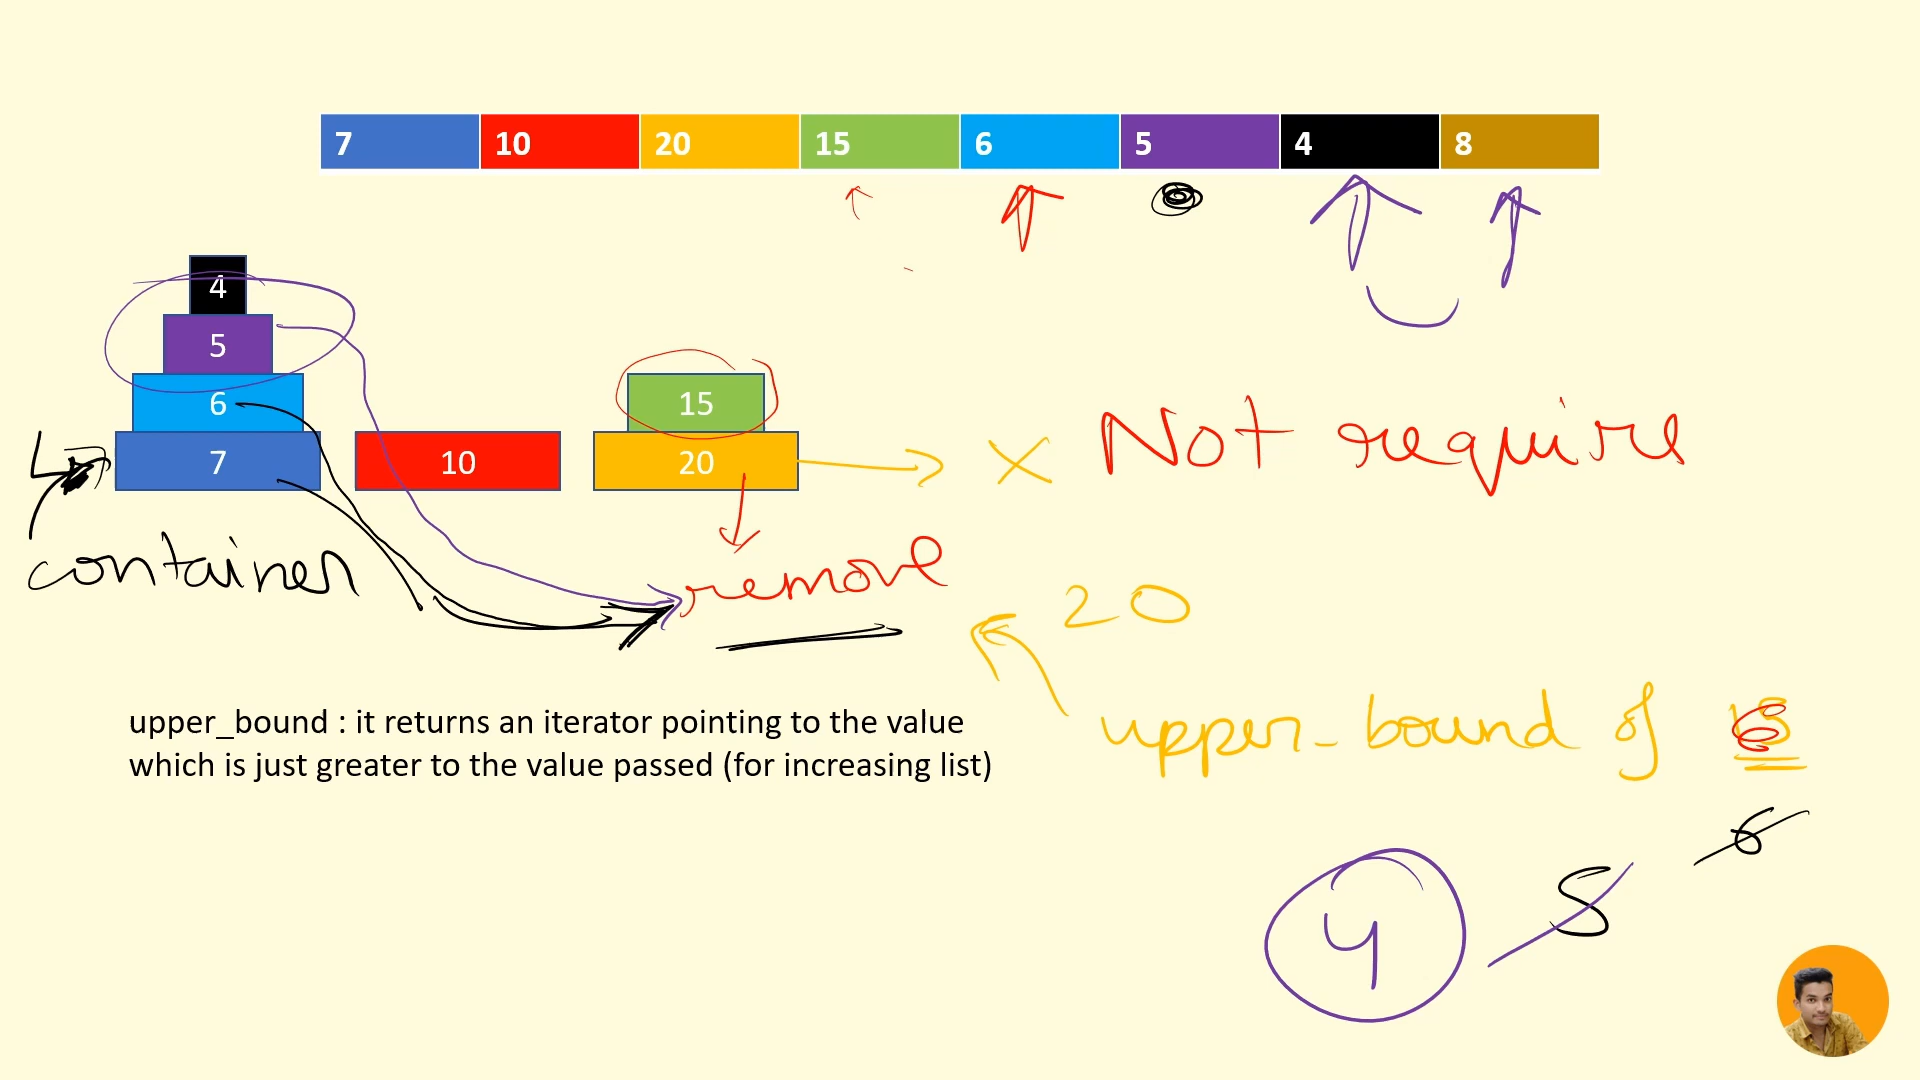 7 10 20 15 6 5 4 8
4
5
6 15
7 10 20 x Not require
container remove
20
upper_bound : it returns an iterator pointing to the value
which is just greater to the value passed (for increasing list)
upper_bound of
6
4 5